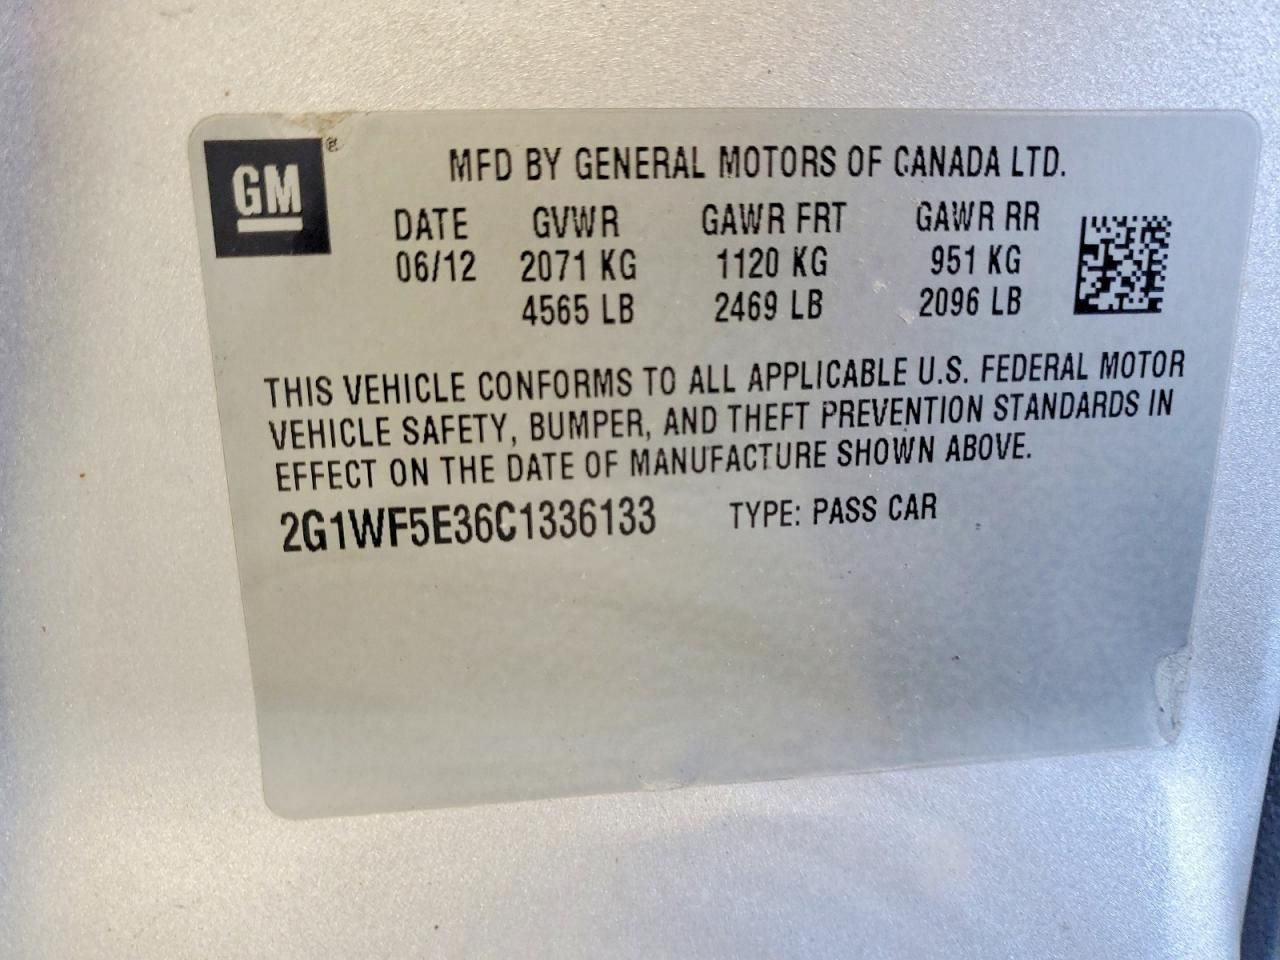 GM®
MFD BY GENERAL MOTORS OF CANADA LTD.
DATE GVWR GAWR FRT GAWR RR
06/12 2071 KG 1120 KG 951 KG
4565 LB 2469 LB 2096 LB
THIS VEHICLE CONFORMS TO ALL APPLICABLE U.S. FEDERAL MOTOR
VEHICLE SAFETY, BUMPER, AND THEFT PREVENTION STANDARDS IN
EFFECT ON THE DATE OF MANUFACTURE SHOWN ABOVE.
2G1WF5E36C1336133 TYPE: PASS CAR